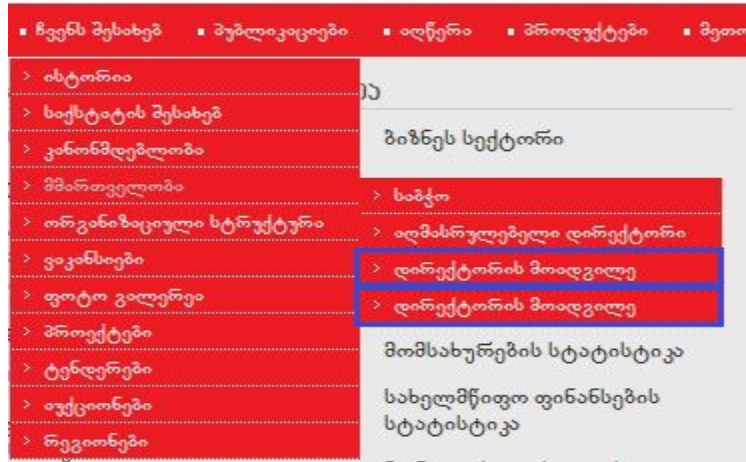 ჩვენს შესახებ
პუბლიკაციები
აღწერა
პროდუქტები
ისტორია
საქსტატის შესახებ
კანონმდებლობა
ბიზნეს სექტორი
მმართველობა
საბჭო
ორგანიზაციული სტრუქტურა
აღმასრულებელი დირექტორი
ვაკანსიები
დირექტორის მოადგილე
ფოტო გალერეა
დირექტორის მოადგილე
პროექტები
მომსახურების სტატისტიკა
ტენდერები
აუქციონები
სახელმწიფო ფინანსების
სტატისტიკა
რეგიონები